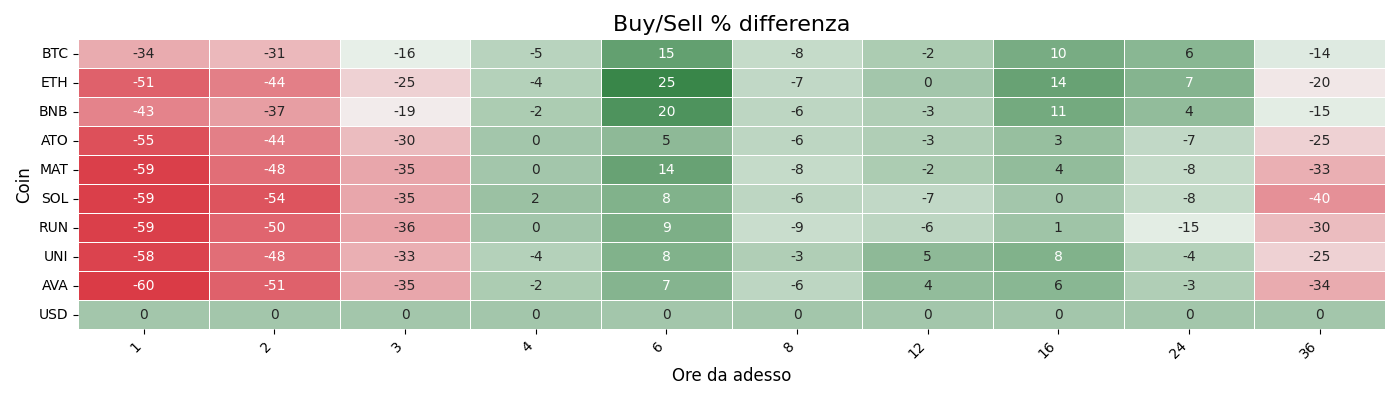 Buy/Sell % differenza
Coin
BTC -34 -31 -16 -5 15 -8 -2 10 6 -14
ETH -51 -44 -25 -4 25 -7 0 14 7 -20
BNB -43 -37 -19 -2 20 -6 -3 11 4 -15
ATO -55 -44 -30 0 5 -6 -3 3 -7 -25
MAT -59 -48 -35 0 14 -8 -2 4 -8 -33
SOL -59 -54 -35 2 8 -6 -7 0 -8 -40
RUN -59 -50 -36 0 9 -9 -6 1 -15 -30
UNI -58 -48 -33 -4 8 -3 5 8 -4 -25
AVA -60 -51 -35 -2 7 -6 4 6 -3 -34
USD 0 0 0 0 0 0 0 0 0 0
1 2 3 4 6 8 12 16 24 36
Ore da adesso